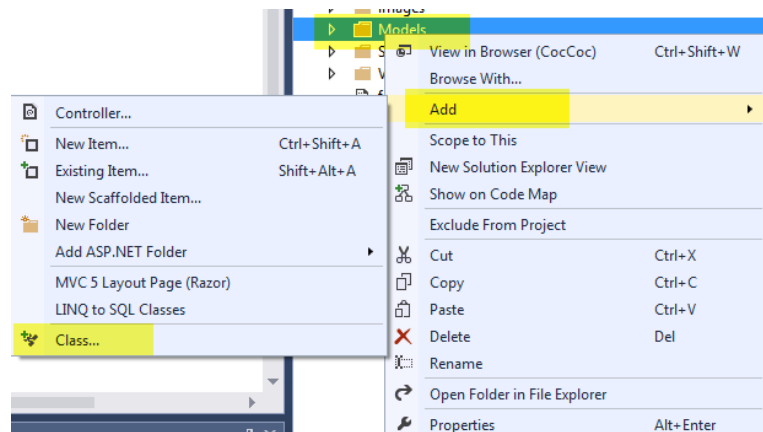 Images
Models
S
V
f
View in Browser (CocCoc) Ctrl+Shift+W
Browse With...
Add
Scope to This
New Solution Explorer View
Show on Code Map
Exclude From Project
Cut Ctrl+X
Copy Ctrl+C
Paste Ctrl+V
Delete Del
Rename
Open Folder in File Explorer
Properties Alt+Enter
Controller...
New Item... Ctrl+Shift+A
Existing Item... Shift+Alt+A
New Scaffolded Item...
New Folder
Add ASP.NET Folder
MVC 5 Layout Page (Razor)
LINQ to SQL Classes
Class...